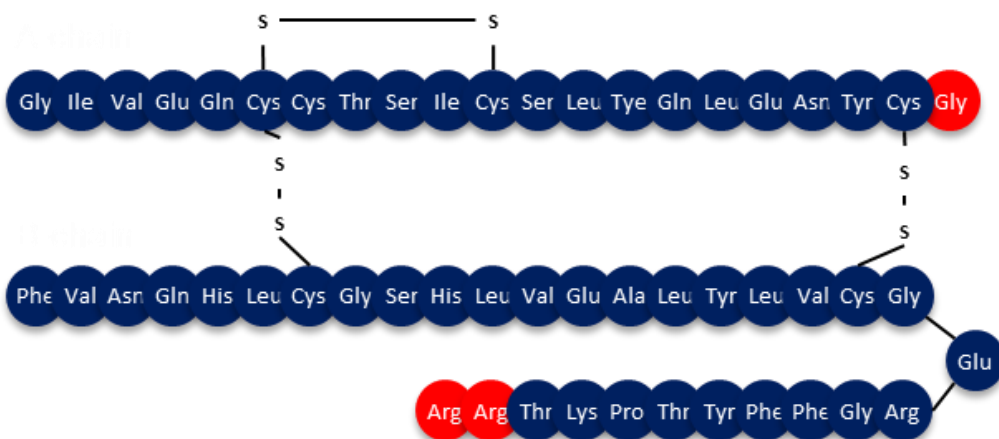 S S
Gly Ile Val Glu Gln Cys Cys Thr Ser Ile Cys Ser Leu Tye Gln Leu Glu Asn Tyr Cys Gly
S S
S S
Phe Val Asn Gln His Leu Cys Gly Ser His Leu Val Glu Ala Leu Tyr Leu Val Cys Gly
Glu
Arg Arg Thr Lys Pro Thr Tyr Phe Phe Gly Arg